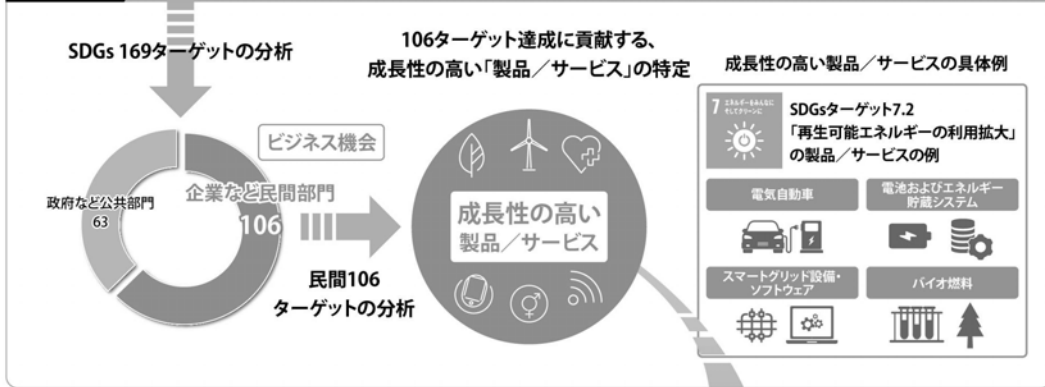 SDGs 169ターゲットの分析
政府など公共部門
63
ビジネス機会
企業など民間部門
106
民間106
ターゲットの分析
106ターゲット達成に貢献する、
成長性の高い「製品／サービス」の特定
成長性の高い
製品／サービス
成長性の高い製品／サービスの具体例
7 エネルギーをみんなに
そしてクリーンに
SDGsターゲット7.2
「再生可能エネルギーの利用拡大」
の製品／サービスの例
電気自動車
電池およびエネルギー
貯蔵システム
スマートグリッド設備・
ソフトウェア
バイオ燃料